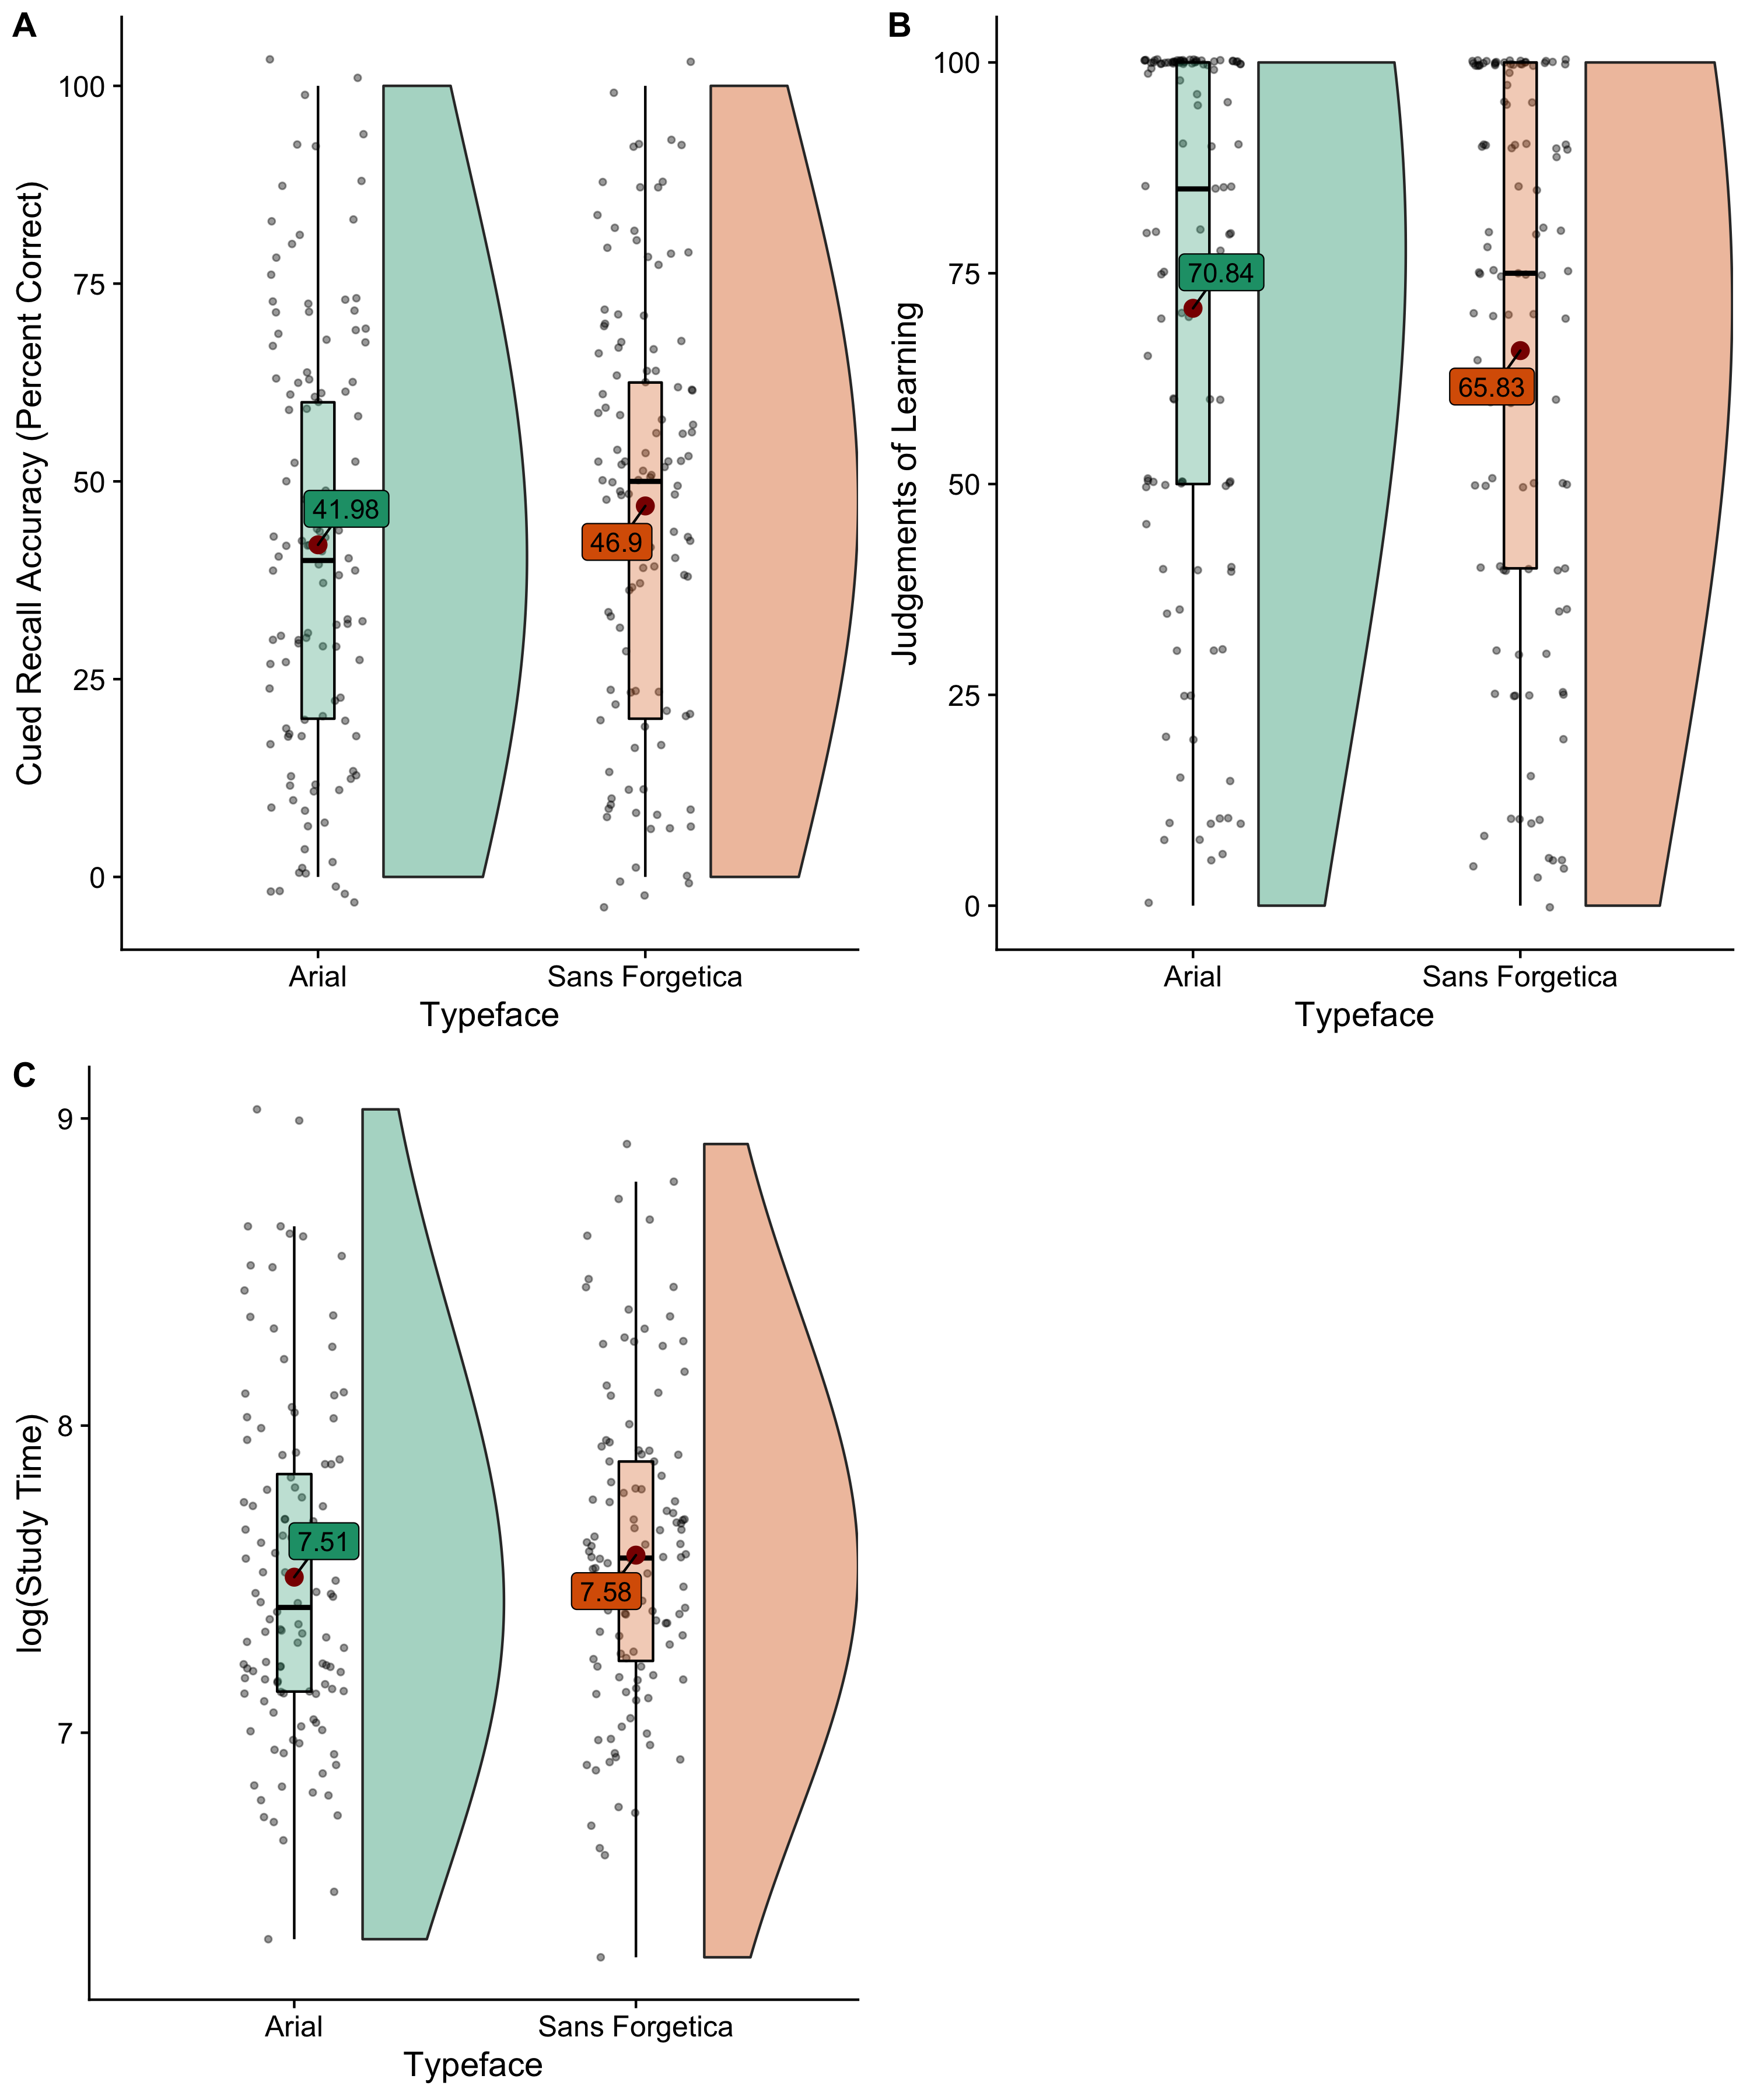 A
Cued Recall Accuracy (Percent Correct)
100
75
50
25
0
41.98
46.9
Arial
Sans Forgetica
Typeface
B
Judgements of Learning
100
75
50
25
0
70.84
65.83
Arial
Sans Forgetica
Typeface
C
log(Study Time)
9
8
7
7.51
7.58
Arial
Sans Forgetica
Typeface